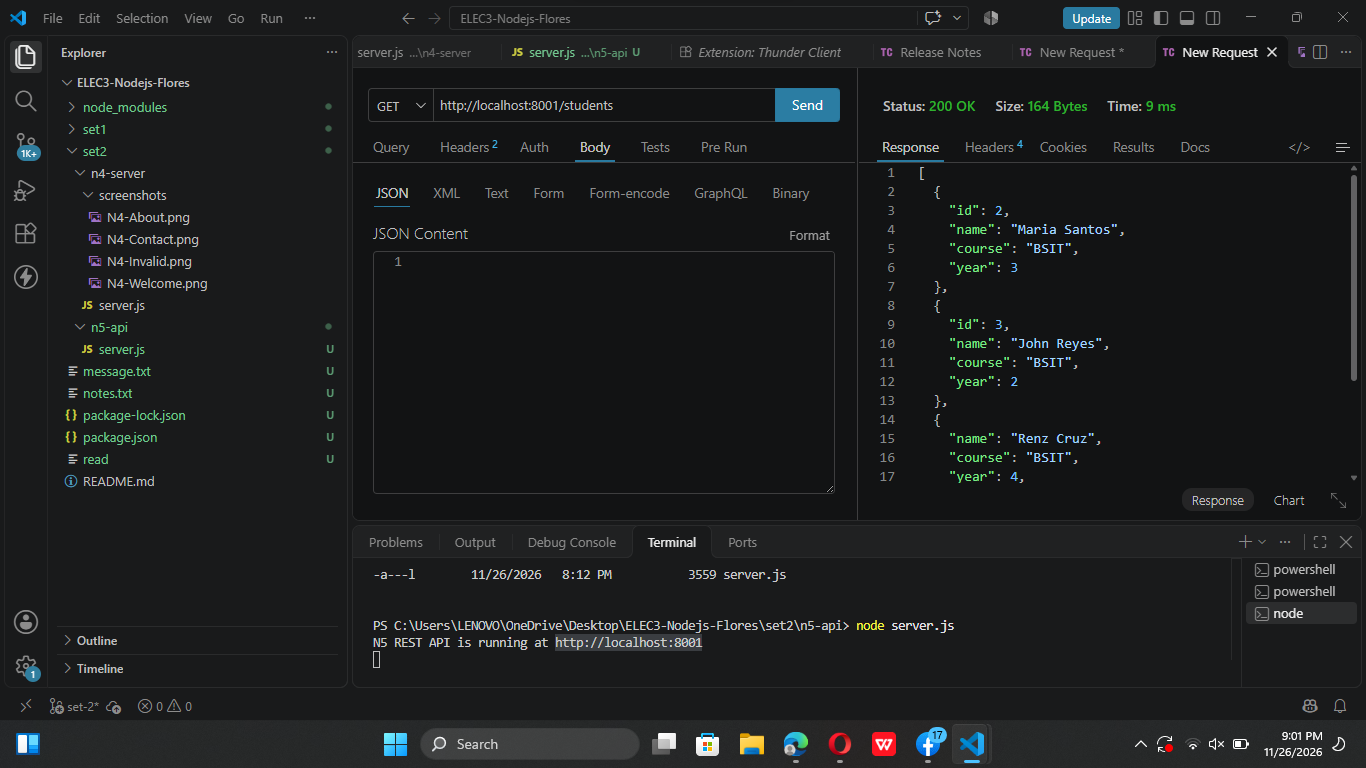 File Edit Selection View Go Run ··· ELEC3-Nodejs-Flores Update
Explorer ···
ELEC3-Nodejs-Flores
node_modules
set1
set2
n4-server
screenshots
N4-About.png
N4-Contact.png
N4-Invalid.png
N4-Welcome.png
JS server.js
n5-api
JS server.js U
message.txt U
notes.txt U
{} package-lock.json U
{} package.json U
read U
README.md
1K+
Outline
Timeline
1
server.js ...\n4-server JS server.js ...\n5-api U Extension: Thunder Client TC Release Notes TC New Request * TC New Request
GET http://localhost:8001/students Send
Query Headers 2 Auth Body Tests Pre Run
JSON XML Text Form Form-encode GraphQL Binary
JSON Content Format
1
Status: 200 OK Size: 164 Bytes Time: 9 ms
Response Headers 4 Cookies Results Docs </>
1 [
2 {
3 "id": 2,
4 "name": "Maria Santos",
5 "course": "BSIT",
6 "year": 3
7 },
8 {
9 "id": 3,
10 "name": "John Reyes",
11 "course": "BSIT",
12 "year": 2
13 },
14 {
15 "name": "Renz Cruz",
16 "course": "BSIT",
17 "year": 4,
Response Chart
Problems Output Debug Console Terminal Ports
-a---l 11/26/2026 8:12 PM 3559 server.js
PS C:\Users\LENOVO\OneDrive\Desktop\ELEC3-Nodejs-Flores\set2\n5-api> node server.js
N5 REST API is running at http://localhost:8001
powershell
powershell
node
set-2* 0 0
Search 17 9:01 PM
11/26/2026